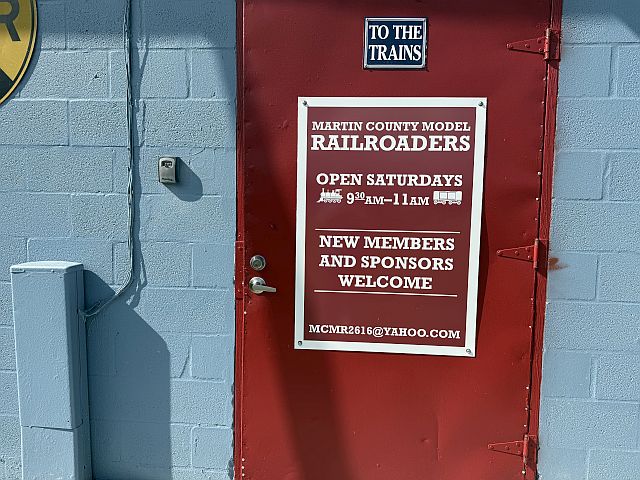 R
TO THE
TRAINS
MARTIN COUNTY MODEL
RAILROADERS
OPEN SATURDAYS
930AM–11AM
NEW MEMBERS
AND SPONSORS
WELCOME
MCMR2616@YAHOO.COM